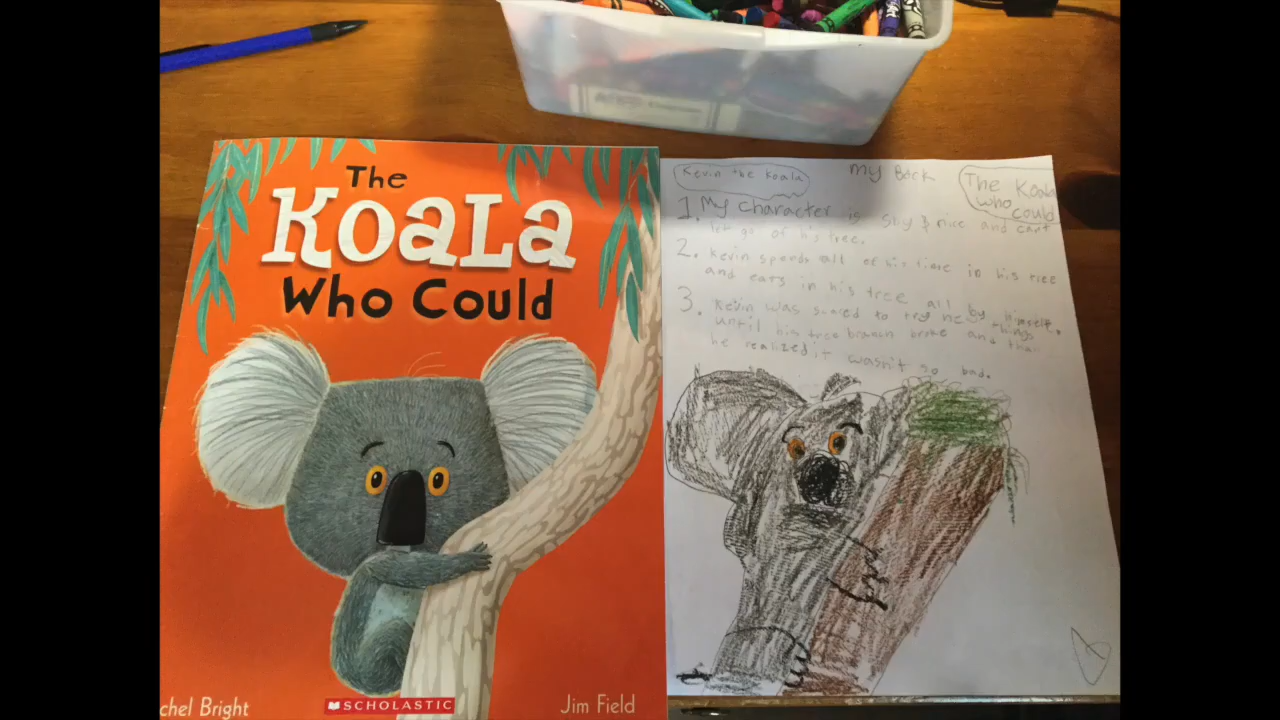 The
Koala
Who Could
chel Bright
SCHOLASTIC
Jim Field
Kevin the Koala
my Book
The Koala
who
could
1. My character is shy & nice and cant
let go of his tree.
2. Kevin spends all of his time in his tree
and eats in his tree all by himself.
3. Kevin was scared to try new things
until his tree branch broke and than
he realized it wasn't so bad.